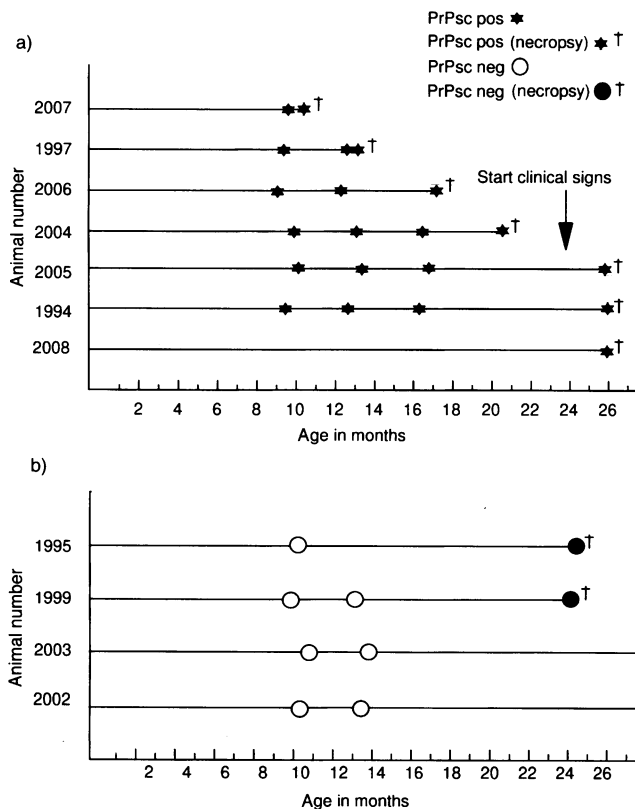 a)
PrPsc pos ✶
PrPsc pos (necropsy) ✶ †
PrPsc neg ○
PrPsc neg (necropsy) ● †
Start clinical signs
Animal number
2007 †
1997 †
2006 †
2004 †
2005 †
1994 †
2008 †
2 4 6 8 10 12 14 16 18 20 22 24 26
Age in months
b)
Animal number
1995 †
1999 †
2003
2002
2 4 6 8 10 12 14 16 18 20 22 24 26
Age in months